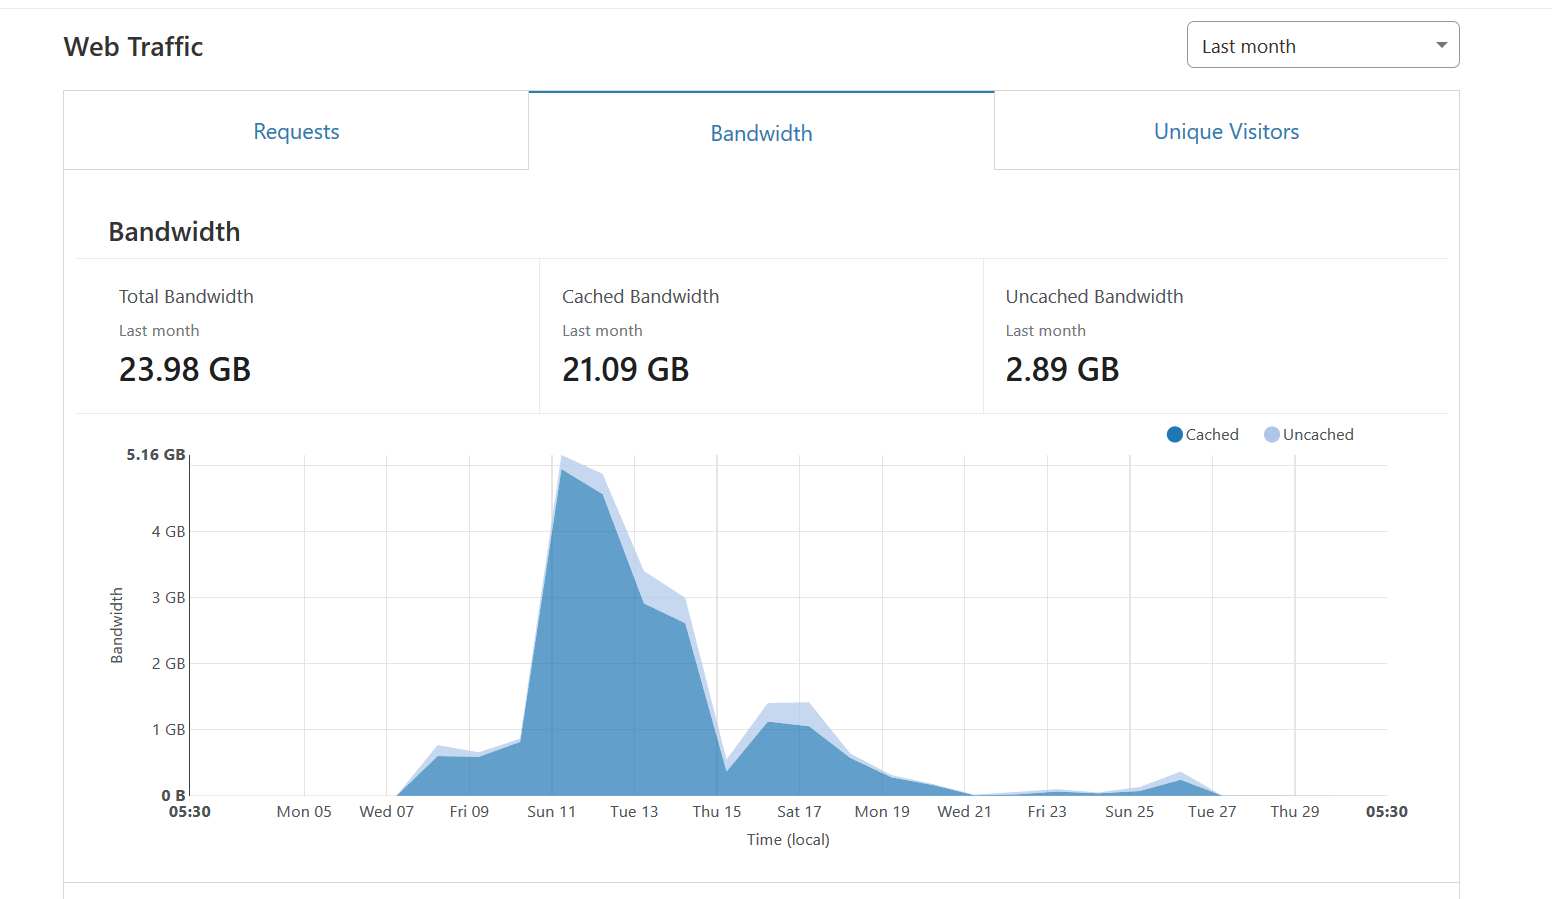 Web Traffic
Last month
Requests
Bandwidth
Unique Visitors
Bandwidth
Total Bandwidth
Last month
23.98 GB
Cached Bandwidth
Last month
21.09 GB
Uncached Bandwidth
Last month
2.89 GB
Cached
Uncached
5.16 GB
4 GB
3 GB
2 GB
1 GB
0 B
Bandwidth
05:30 Mon 05 Wed 07 Fri 09 Sun 11 Tue 13 Thu 15 Sat 17 Mon 19 Wed 21 Fri 23 Sun 25 Tue 27 Thu 29 05:30
Time (local)